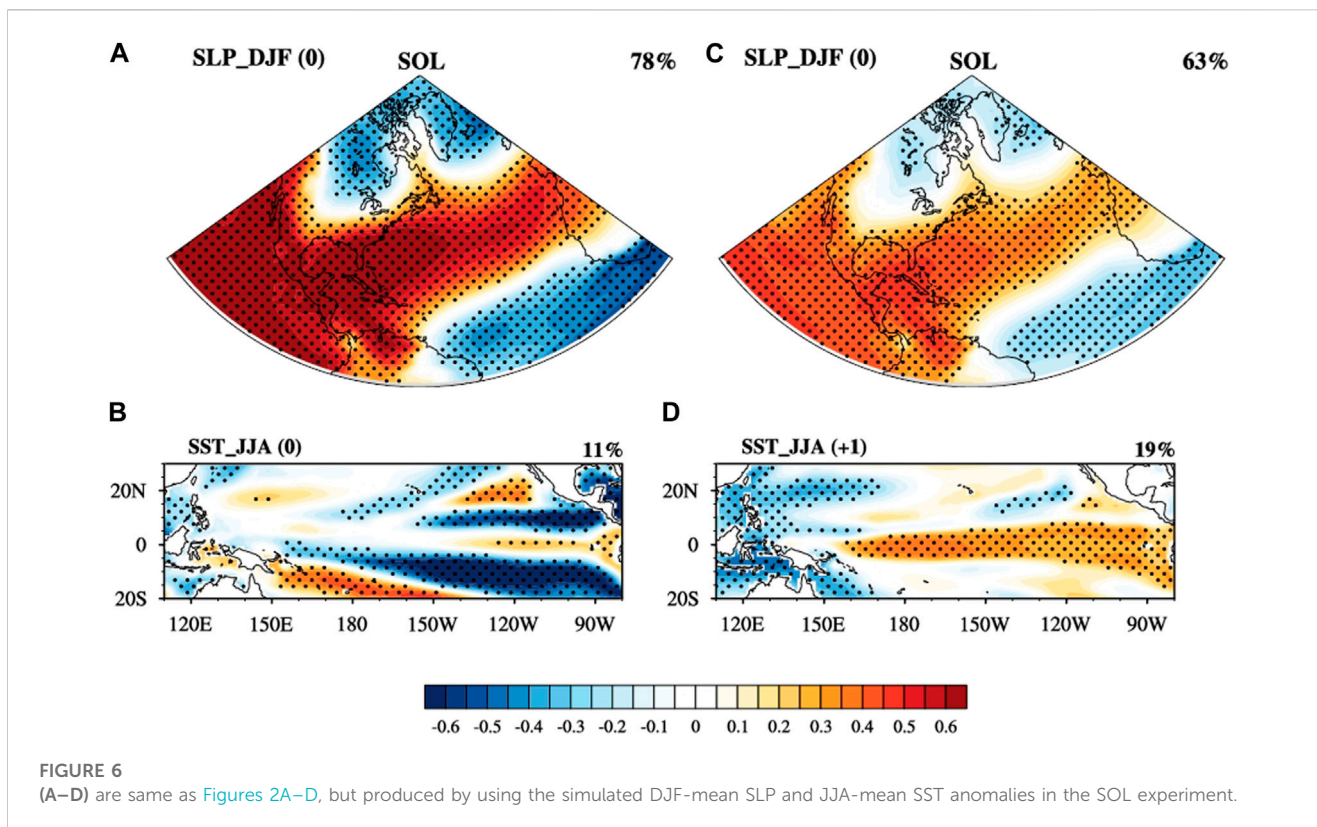 A
SLP_DJF (0) SOL 78%
C
SLP_DJF (0) SOL 63%
B
SST_JJA (0) 11%
20N
0
20S
120E 150E 180 150W 120W 90W
D
SST_JJA (+1) 19%
20N
0
20S
120E 150E 180 150W 120W 90W
-0.6 -0.5 -0.4 -0.3 -0.2 -0.1 0 0.1 0.2 0.3 0.4 0.5 0.6
FIGURE 6
(A–D) are same as Figures 2A–D, but produced by using the simulated DJF-mean SLP and JJA-mean SST anomalies in the SOL experiment.